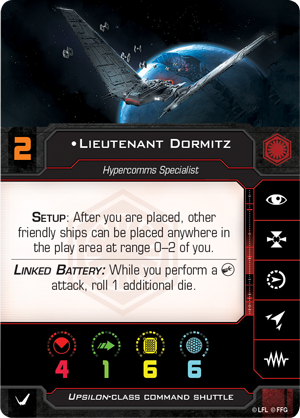 2
•Lieutenant Dormitz
Hypercomms Specialist
Setup: After you are placed, other
friendly ships can be placed anywhere in
the play area at range 0–2 of you.
Linked Battery: While you perform a
attack, roll 1 additional die.
4 1 6 6
Upsilon-class command shuttle
© LFL © FFG